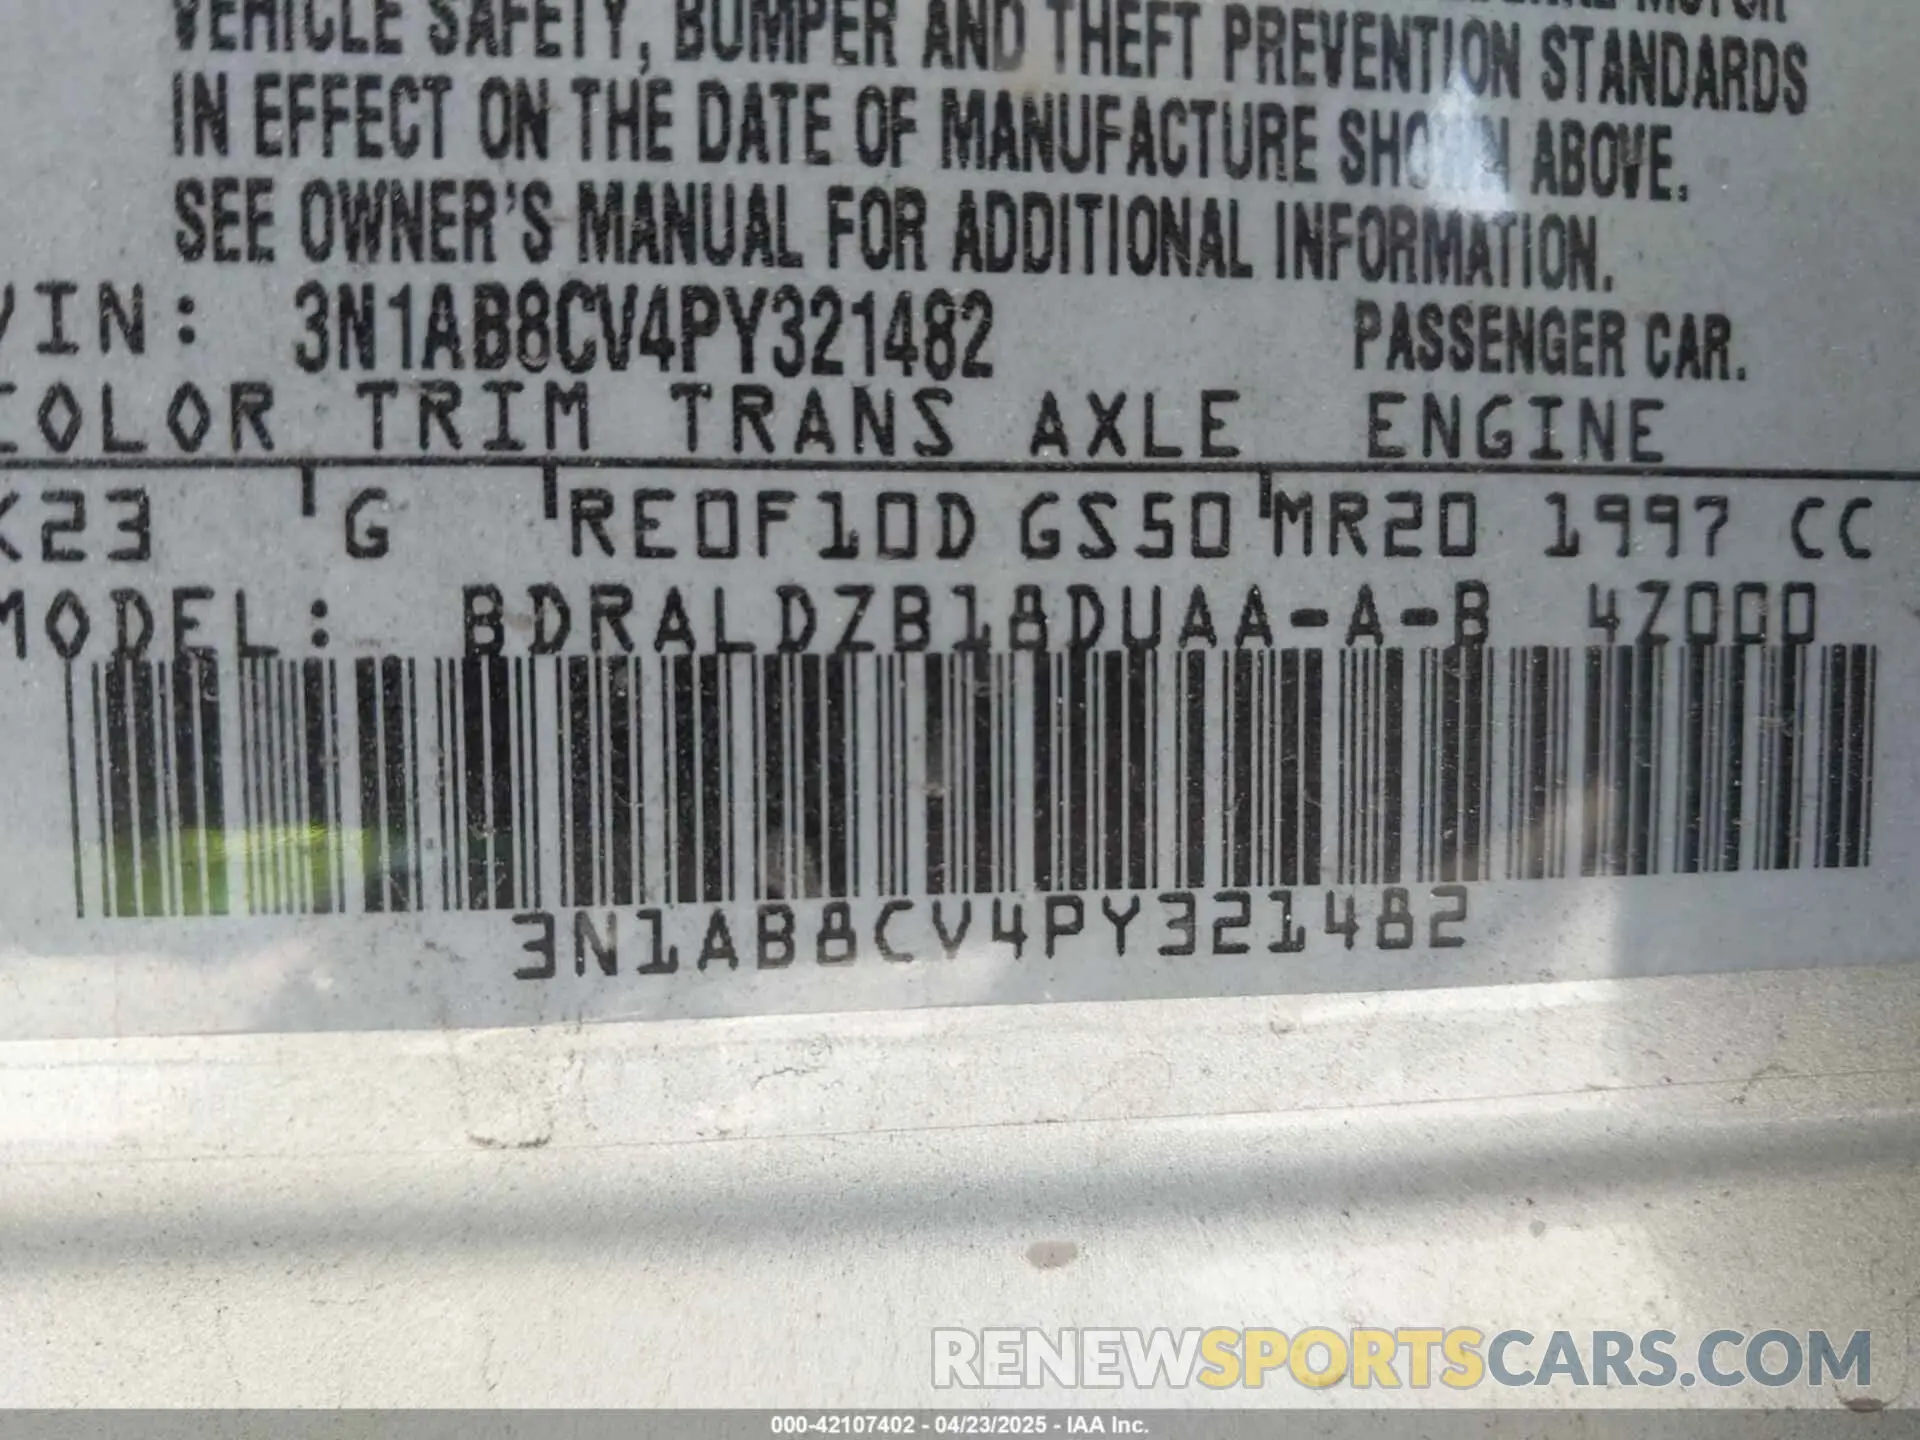 VEHICLE SAFETY, BUMPER AND THEFT PREVENTION STANDARDS
IN EFFECT ON THE DATE OF MANUFACTURE SHOWN ABOVE.
SEE OWNER'S MANUAL FOR ADDITIONAL INFORMATION.
VIN: 3N1AB8CV4PY321482 PASSENGER CAR.
COLOR TRIM TRANS AXLE ENGINE
K23 G RE0F10D GS50 MR20 1997 CC
MODEL: BDRALDZB18DUAA-A-B 4Z000
3N1AB8CV4PY321482
RENEWSPORTSCARS.COM
000-42107402 - 04/23/2025 - IAA Inc.